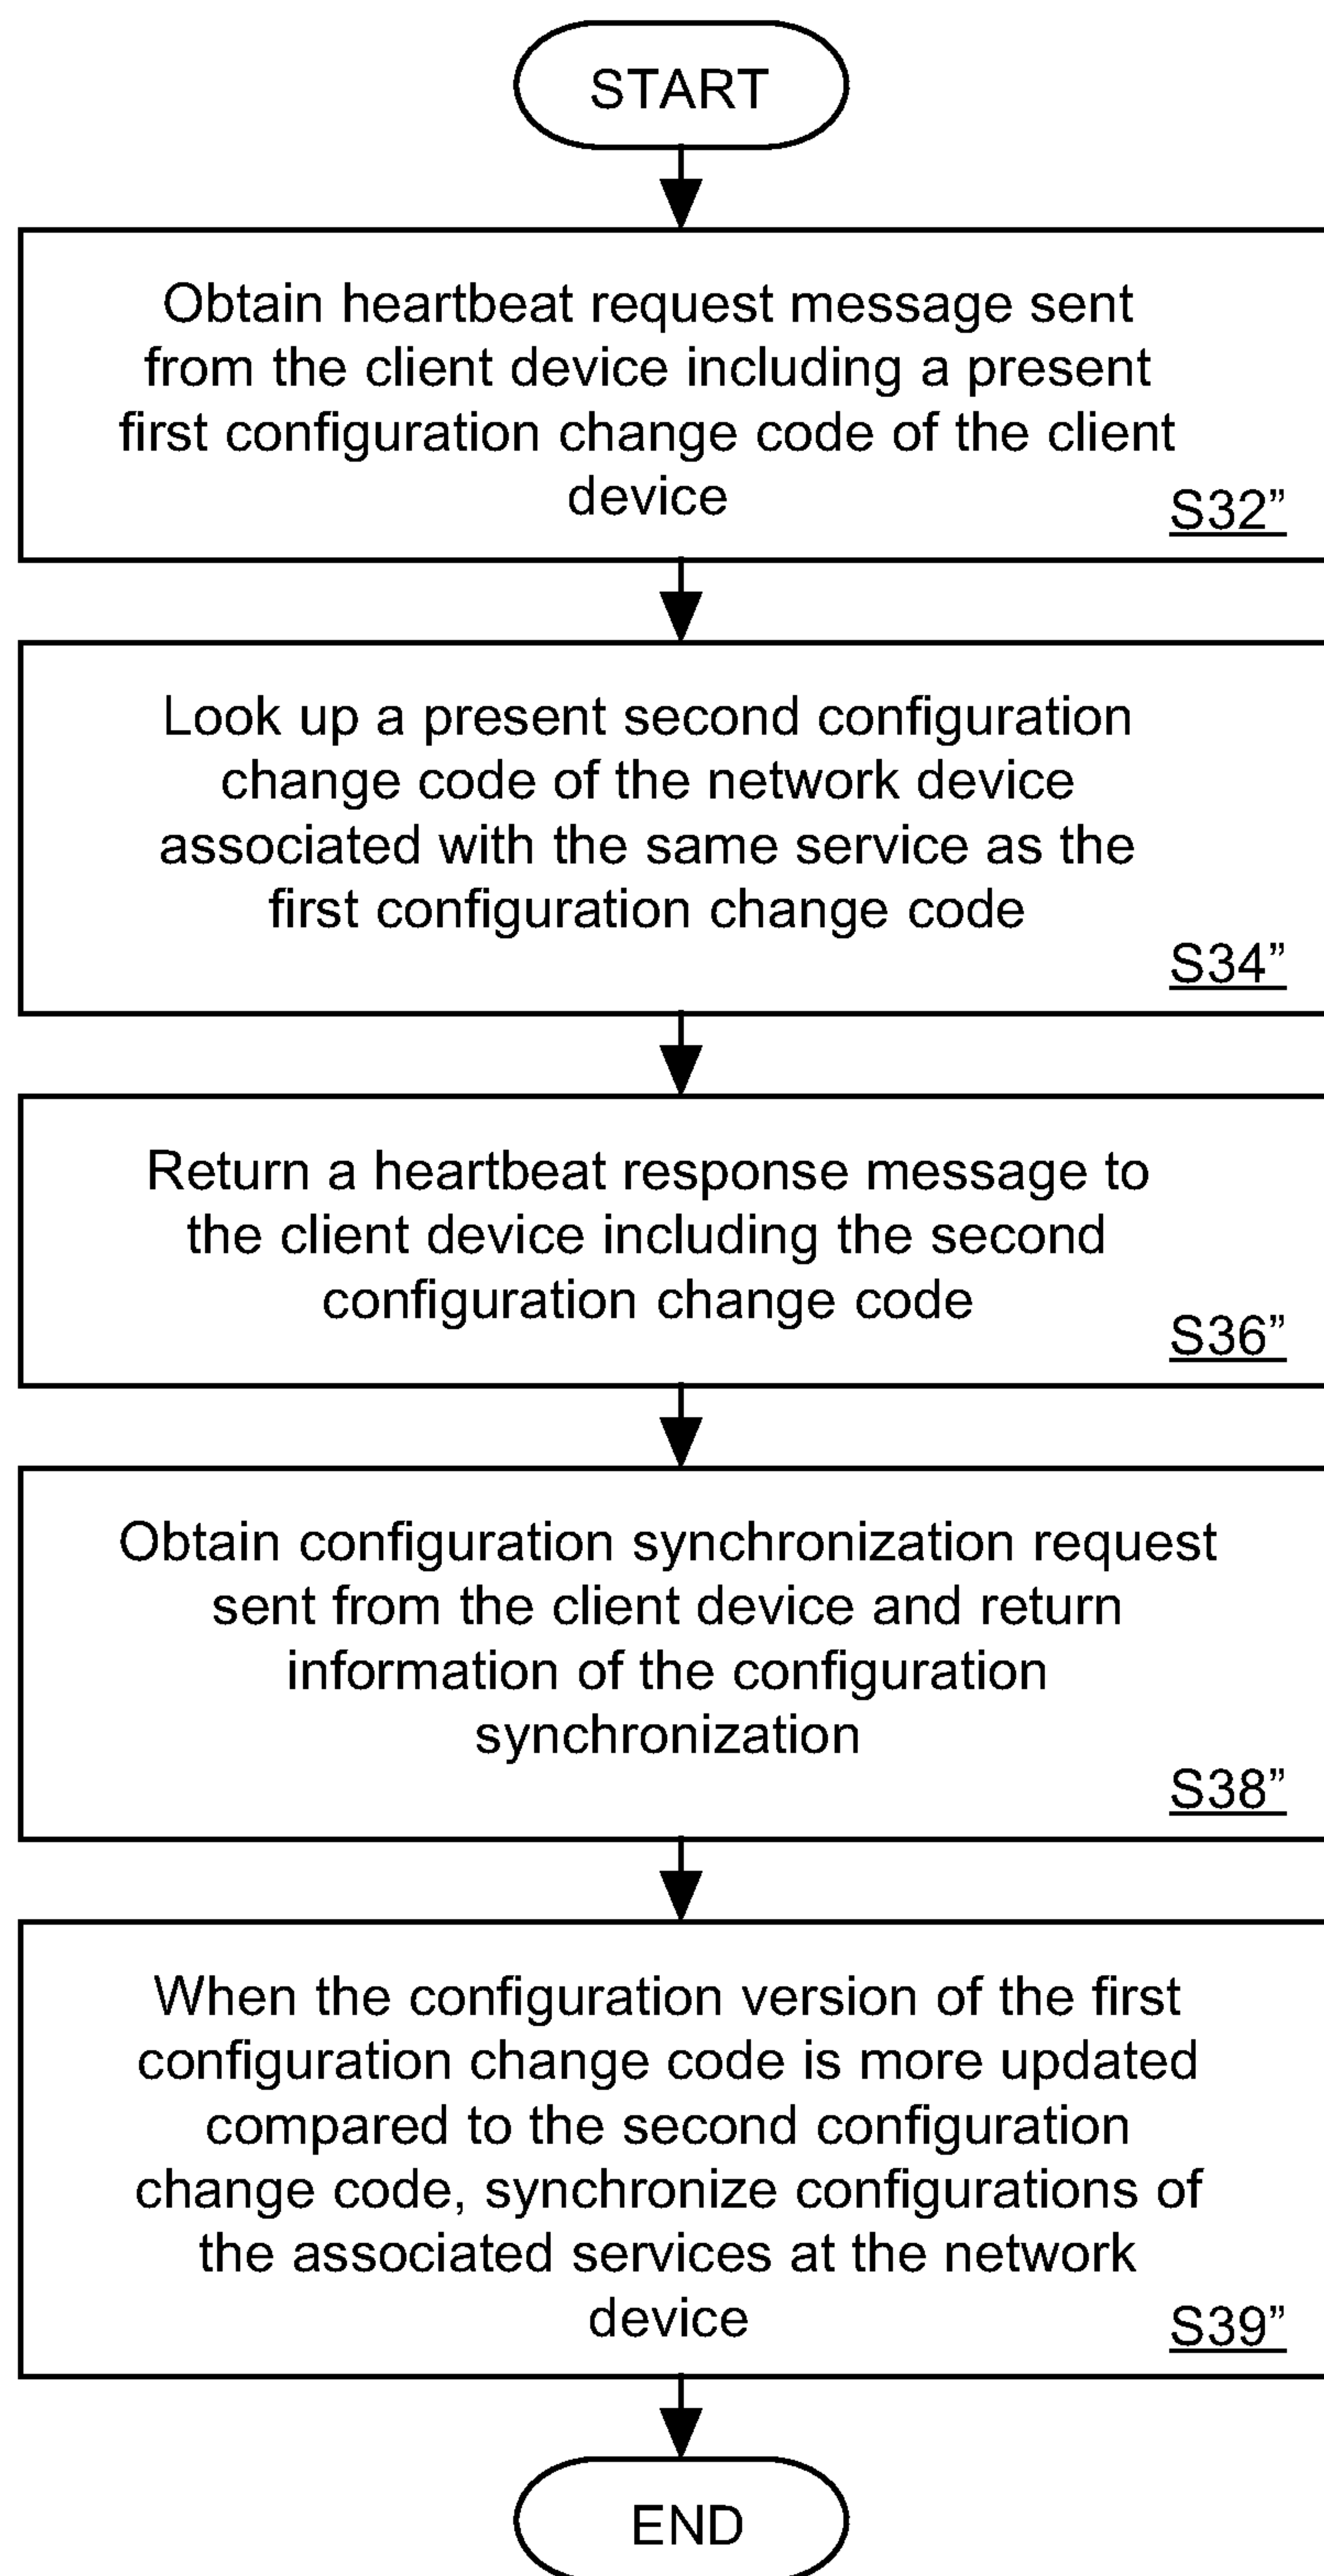 START
Obtain heartbeat request message sent
from the client device including a present
first configuration change code of the client
device
S32”
Look up a present second configuration
change code of the network device
associated with the same service as the
first configuration change code
S34”
Return a heartbeat response message to
the client device including the second
configuration change code
S36”
Obtain configuration synchronization request
sent from the client device and return
information of the configuration
synchronization
S38”
When the configuration version of the first
configuration change code is more updated
compared to the second configuration
change code, synchronize configurations of
the associated services at the network
device
S39”
END